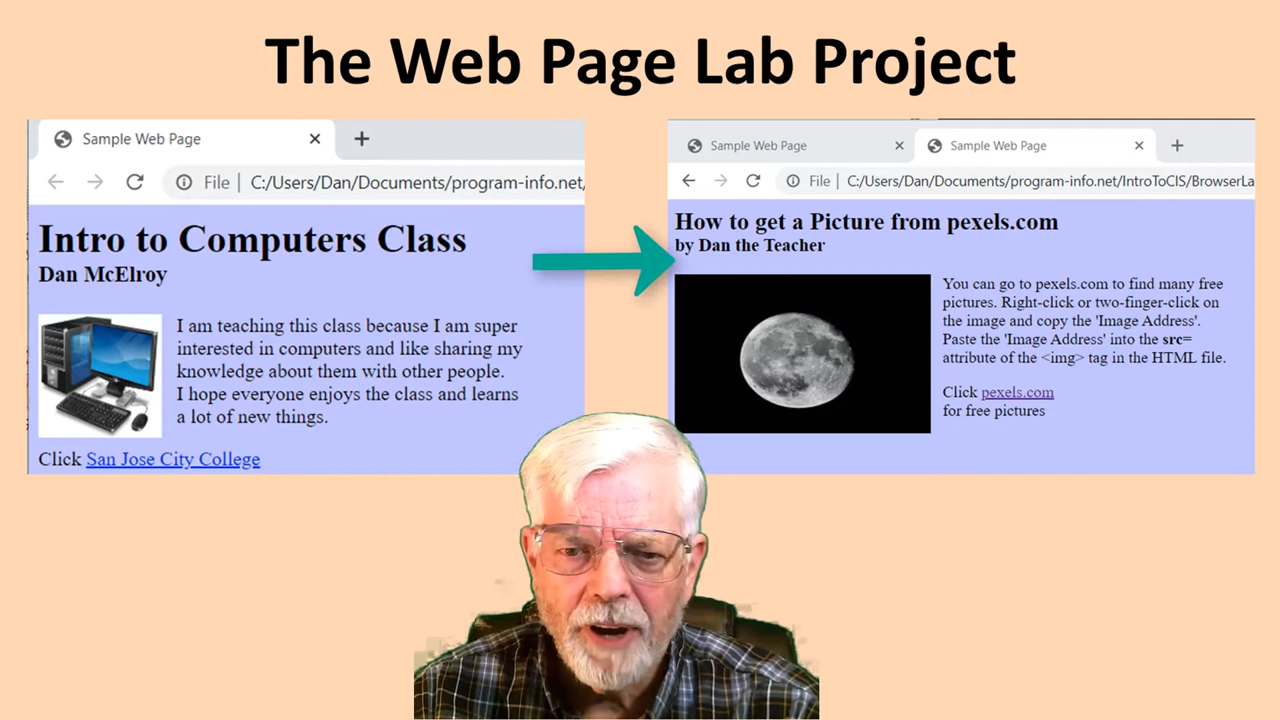 The Web Page Lab Project
Sample Web Page
File | C:/Users/Dan/Documents/program-info.net/
Intro to Computers Class
Dan McElroy
I am teaching this class because I am super
interested in computers and like sharing my
knowledge about them with other people.
I hope everyone enjoys the class and learns
a lot of new things.
Click San Jose City College
Sample Web Page
Sample Web Page
File | C:/Users/Dan/Documents/program-info.net/IntroToCIS/BrowserLa
How to get a Picture from pexels.com
by Dan the Teacher
You can go to pexels.com to find many free
pictures. Right-click or two-finger-click on
the image and copy the 'Image Address'.
Paste the 'Image Address' into the src=
attribute of the <img> tag in the HTML file.
Click pexels.com
for free pictures